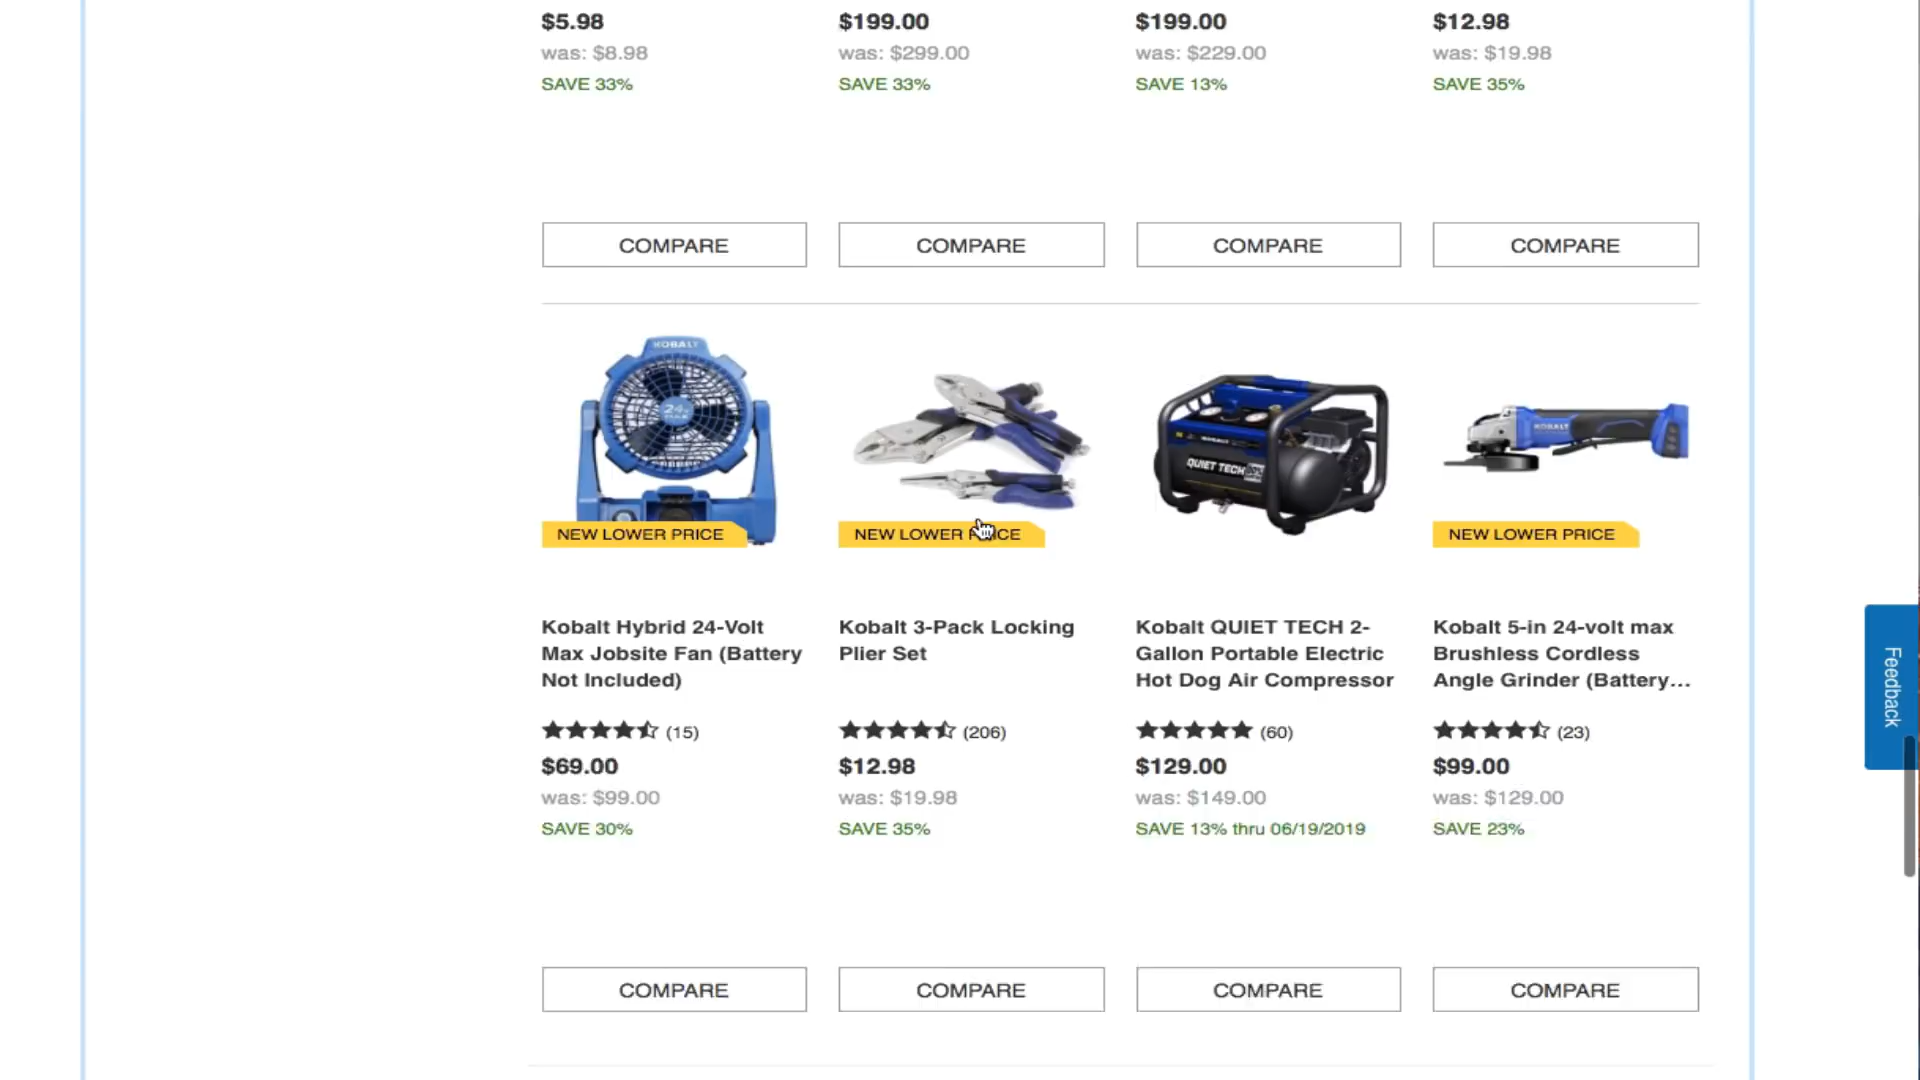 $5.98
was: $8.98
SAVE 33%
$199.00
was: $299.00
SAVE 33%
$199.00
was: $229.00
SAVE 13%
$12.98
was: $19.98
SAVE 35%
COMPARE
COMPARE
COMPARE
COMPARE
KOBALT
24V
NEW LOWER PRICE
Kobalt Hybrid 24-Volt
Max Jobsite Fan (Battery
Not Included)
(15)
$69.00
was: $99.00
SAVE 30%
NEW LOWER PRICE
Kobalt 3-Pack Locking
Plier Set
(206)
$12.98
was: $19.98
SAVE 35%
KOBALT
QUIET TECH
Kobalt QUIET TECH 2-
Gallon Portable Electric
Hot Dog Air Compressor
(60)
$129.00
was: $149.00
SAVE 13% thru 06/19/2019
KOBALT
NEW LOWER PRICE
Kobalt 5-in 24-volt max
Brushless Cordless
Angle Grinder (Battery...
(23)
$99.00
was: $129.00
SAVE 23%
COMPARE
COMPARE
COMPARE
COMPARE
Feedback